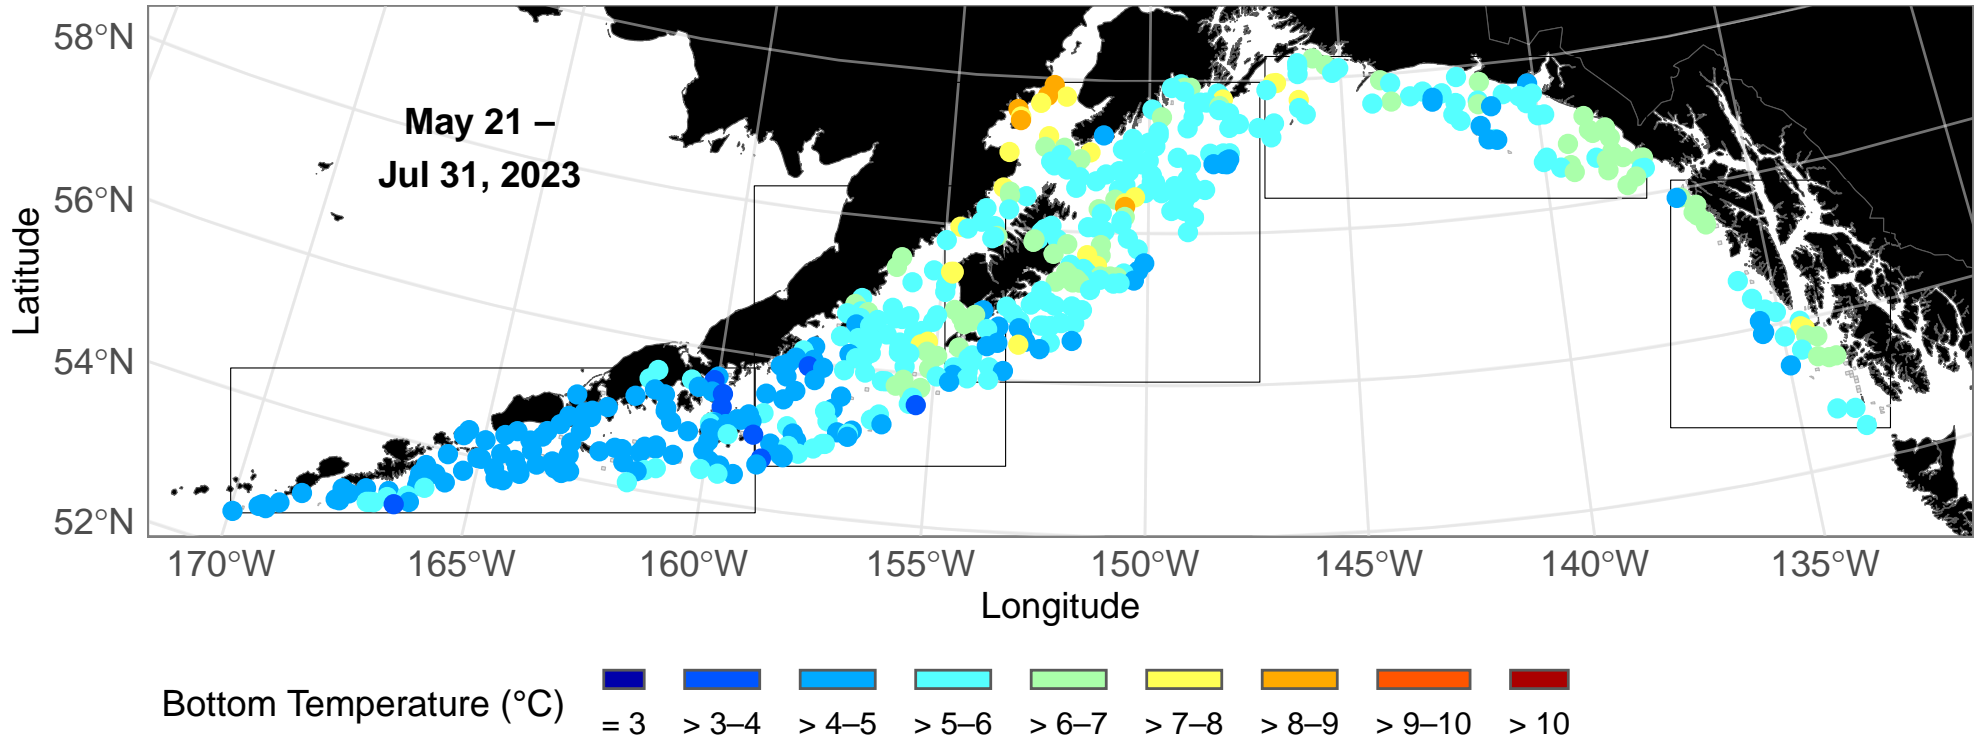 58°N
56°N
54°N
52°N
Latitude
May 21 –
Jul 31, 2023
170°W 165°W 160°W 155°W 150°W 145°W 140°W 135°W
Longitude
Bottom Temperature (°C)
= 3 > 3–4 > 4–5 > 5–6 > 6–7 > 7–8 > 8–9 > 9–10 > 10